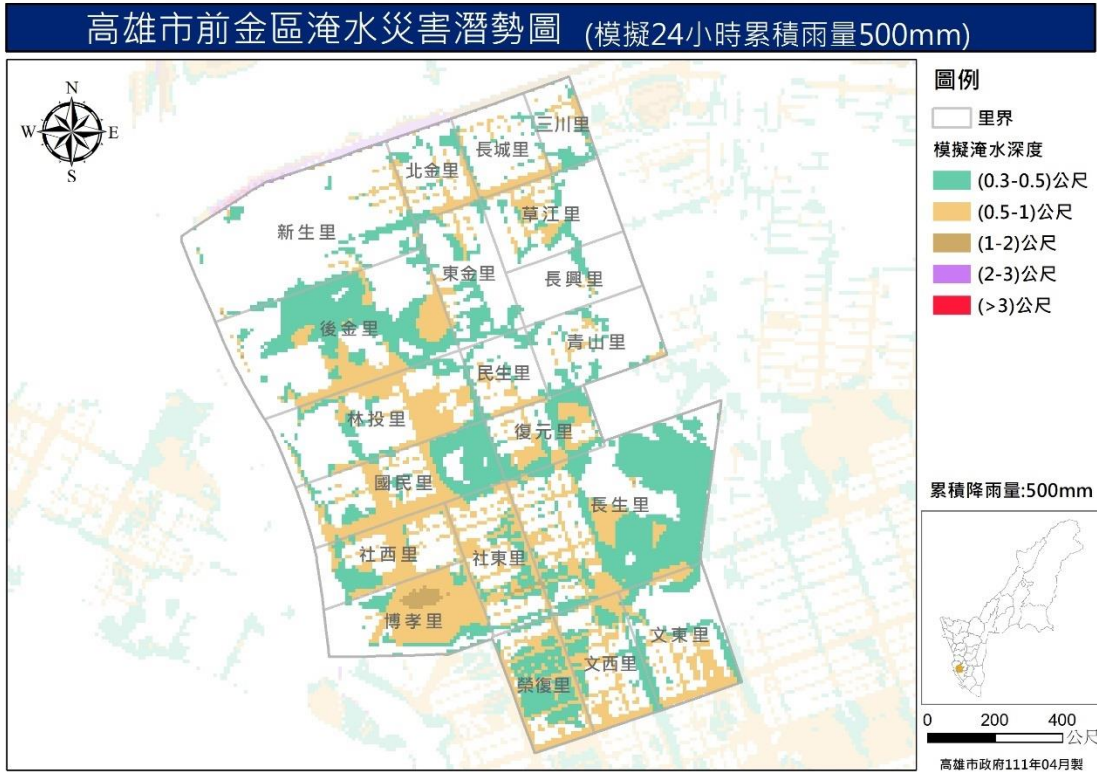 高雄市前金區淹水災害潛勢圖 (模擬24小時累積雨量500mm)
N
W E
S
三川里
長城里
北金里
草江里
新生里
東金里
長興里
後金里
青山里
民生里
林投里
復元里
國民里
長生里
社西里
社東里
博孝里
文東里
文西里
榮復里
圖例
里界
模擬淹水深度
(0.3-0.5)公尺
(0.5-1)公尺
(1-2)公尺
(2-3)公尺
(>3)公尺
累積降雨量:500mm
0 200 400
公尺
高雄市政府111年04月製